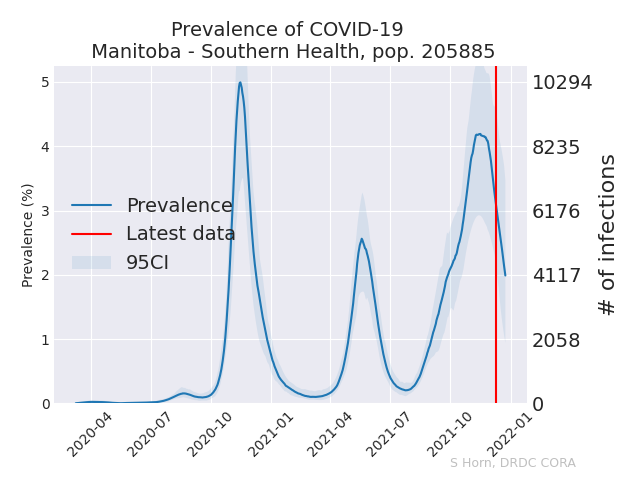 Prevalence of COVID-19
Manitoba - Southern Health, pop. 205885
5
4
3
2
1
0
Prevalence (%)
10294
8235
6176
4117
2058
0
# of infections
Prevalence
Latest data
95CI
2020-04
2020-07
2020-10
2021-01
2021-04
2021-07
2021-10
2022-01
S Horn, DRDC CORA